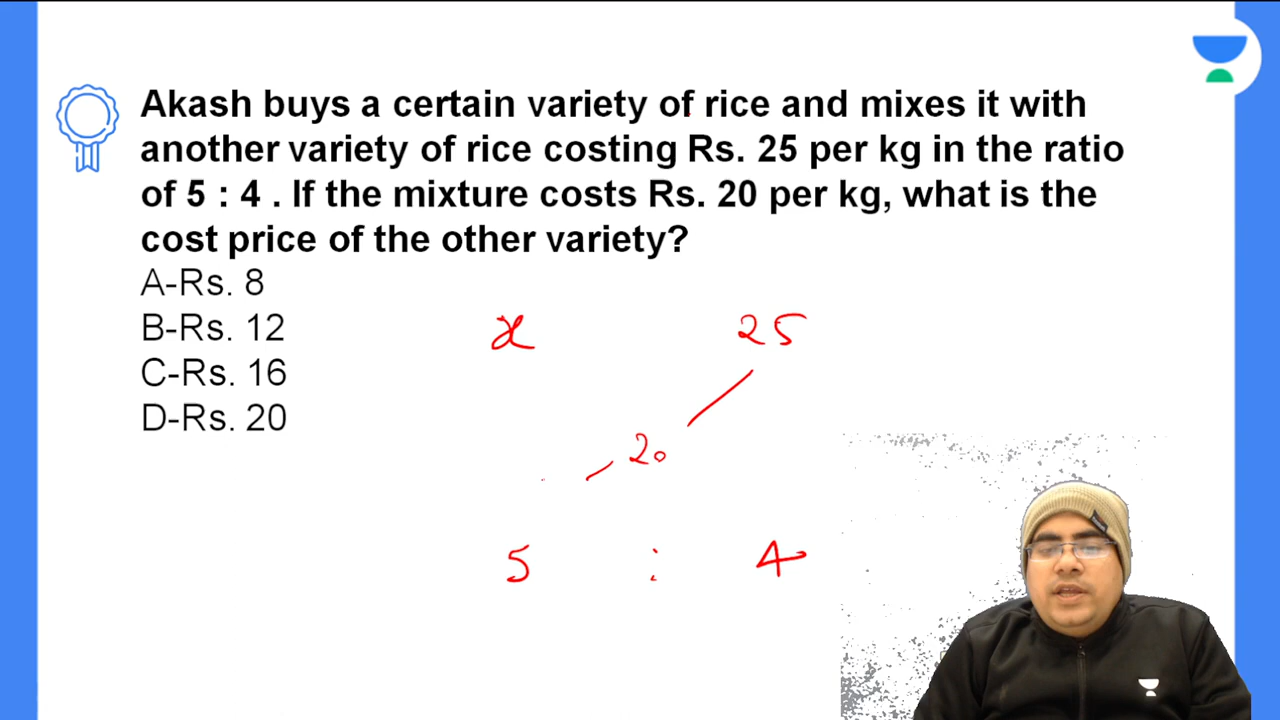 Akash buys a certain variety of rice and mixes it with
another variety of rice costing Rs. 25 per kg in the ratio
of 5 : 4 . If the mixture costs Rs. 20 per kg, what is the
cost price of the other variety?
A-Rs. 8
B-Rs. 12
C-Rs. 16
D-Rs. 20
x 25
20
5 : 4